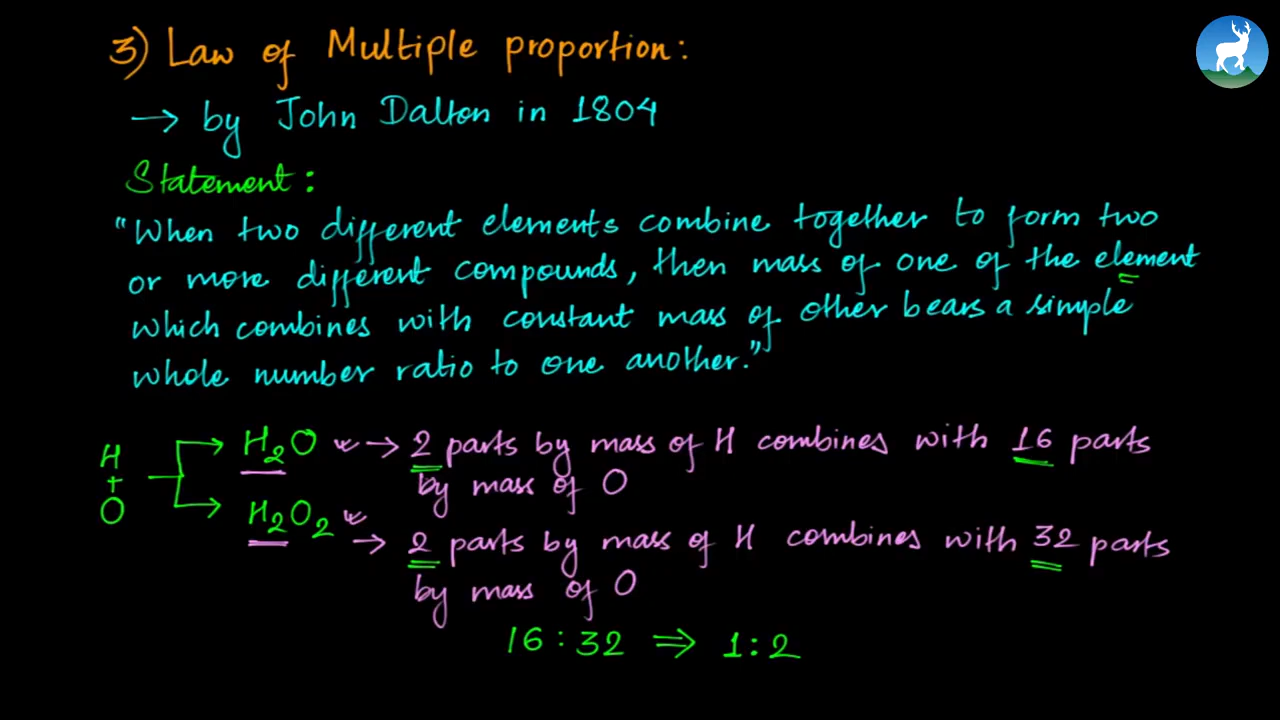 3) Law of Multiple proportion:
→ by John Dalton in 1804
Statement:
"When two different elements combine together to form two
or more different compounds, then mass of one of the element
which combines with constant mass of other bears a simple
whole number ratio to one another."
H + O
H₂O → 2 parts by mass of H combines with 16 parts
by mass of O
H₂O₂ → 2 parts by mass of H combines with 32 parts
by mass of O
16 : 32 ⇒ 1 : 2